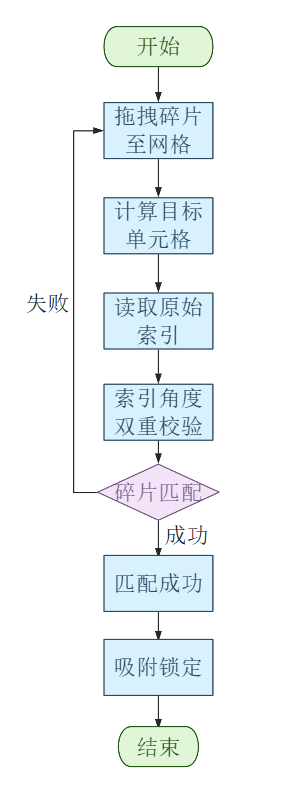 开始
拖拽碎片
至网格
计算目标
单元格
读取原始
索引
失败
索引角度
双重校验
碎片匹配
成功
匹配成功
吸附锁定
结束